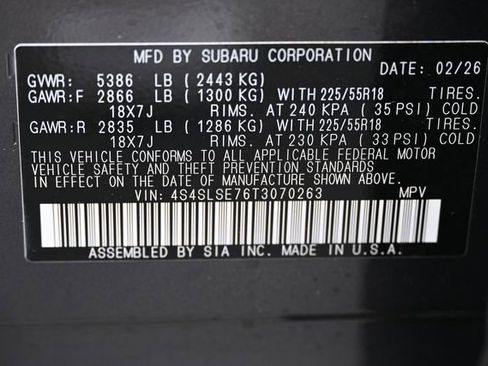 MFD BY SUBARU CORPORATION
GVWR: 5386 LB (2443 KG) DATE: 02/26
GAWR:F 2866 LB (1300 KG) WITH 225/55R18 TIRES.
18X7J RIMS. AT 240 KPA (35 PSI) COLD
GAWR:R 2835 LB (1286 KG) WITH 225/55R18 TIRES.
18X7J RIMS. AT 230 KPA (33 PSI) COLD
THIS VEHICLE CONFORMS TO ALL APPLICABLE FEDERAL MOTOR
VEHICLE SAFETY AND THEFT PREVENTION STANDARDS
IN EFFECT ON THE DATE OF MANUFACTURE SHOWN ABOVE.
VIN: 4S4SLSE76T3070263 MPV
ASSEMBLED BY SIA INC. MADE IN U.S.A.